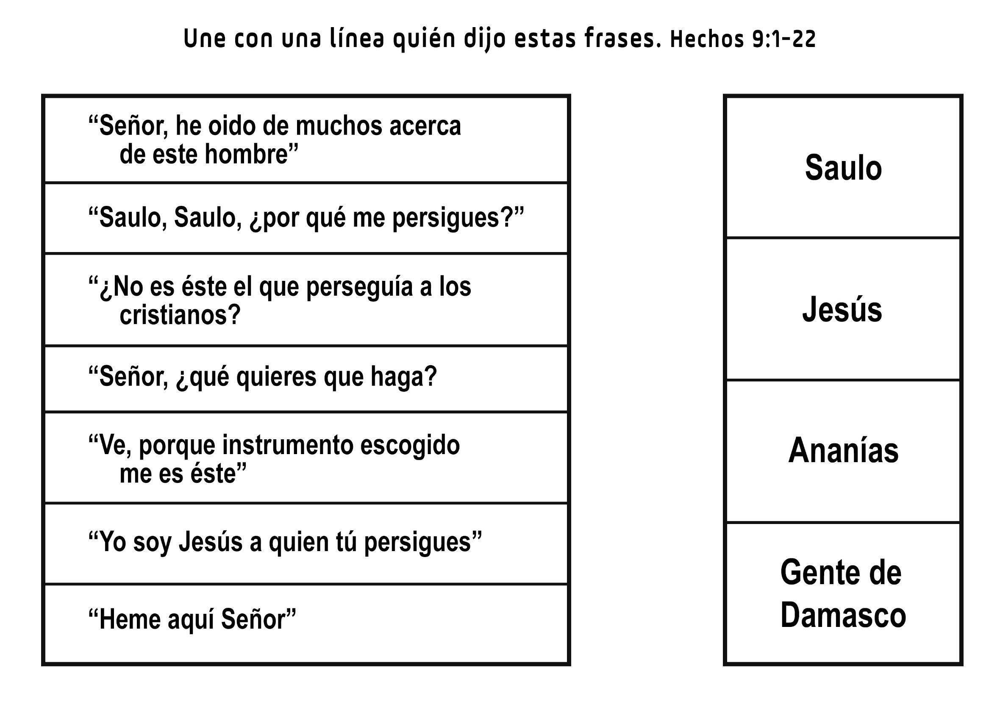 Une con una línea quién dijo estas frases. Hechos 9:1-22
“Señor, he oido de muchos acerca
de este hombre”
“Saulo, Saulo, ¿por qué me persigues?”
“¿No es éste el que perseguía a los
cristianos?
“Señor, ¿qué quieres que haga?
“Ve, porque instrumento escogido
me es éste”
“Yo soy Jesús a quien tú persigues”
“Heme aquí Señor”
Saulo
Jesús
Ananías
Gente de
Damasco